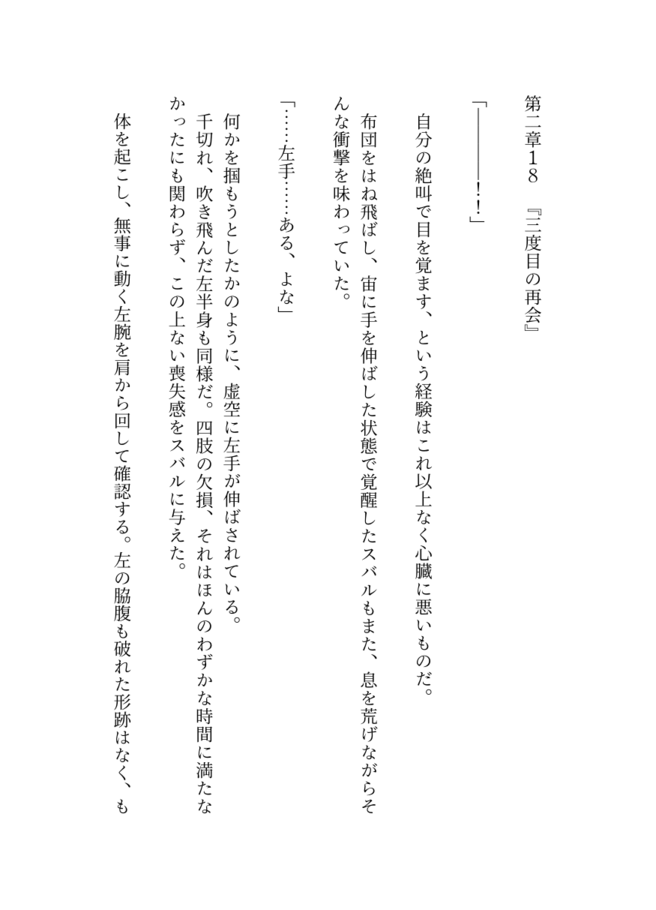 第二章１８　『三度目の再会』
「――――！！」
　自分の絶叫で目を覚ます、という経験はこれ以上なく心臓に悪いものだ。
　布団をはね飛ばし、宙に手を伸ばした状態で覚醒したスバルもまた、息を荒げながらそ
んな衝撃を味わっていた。
「……左手……ある、よな」
　何かを掴もうとしたかのように、虚空に左手が伸ばされている。
　千切れ、吹き飛んだ左半身も同様だ。四肢の欠損、それはほんのわずかな時間に満たな
かったにも関わらず、この上ない喪失感をスバルに与えた。
　体を起こし、無事に動く左腕を肩から回して確認する。左の脇腹も破れた形跡はなく、も